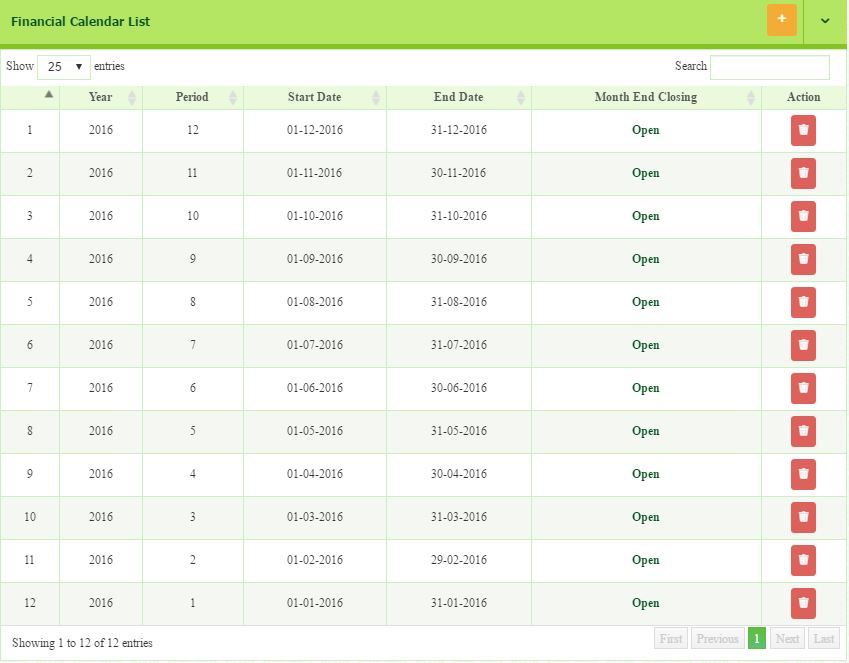 Financial Calendar List
+
Show 25 entries Search
Year Period Start Date End Date Month End Closing Action
1 2016 12 01-12-2016 31-12-2016 Open
2 2016 11 01-11-2016 30-11-2016 Open
3 2016 10 01-10-2016 31-10-2016 Open
4 2016 9 01-09-2016 30-09-2016 Open
5 2016 8 01-08-2016 31-08-2016 Open
6 2016 7 01-07-2016 31-07-2016 Open
7 2016 6 01-06-2016 30-06-2016 Open
8 2016 5 01-05-2016 31-05-2016 Open
9 2016 4 01-04-2016 30-04-2016 Open
10 2016 3 01-03-2016 31-03-2016 Open
11 2016 2 01-02-2016 29-02-2016 Open
12 2016 1 01-01-2016 31-01-2016 Open
Showing 1 to 12 of 12 entries First Previous 1 Next Last